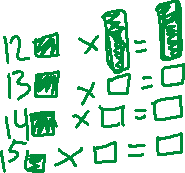 12 ■ × ■ = ■
13 ■ × □ = □
14 ■ × □ = □
15 ■ × □ = □